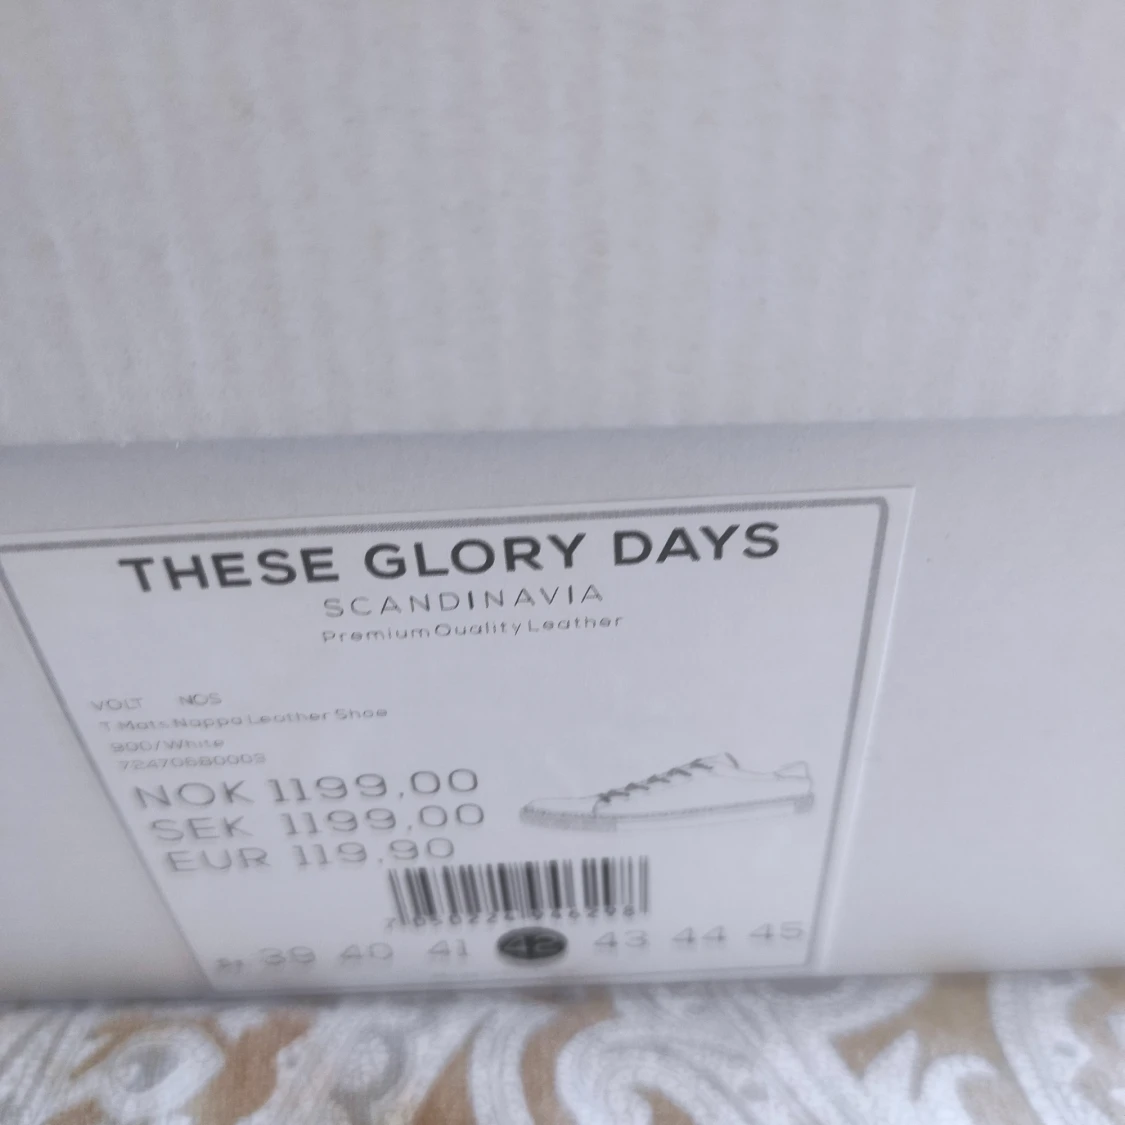 THESE GLORY DAYS
SCANDINAVIA
Premium Quality Leather
VOLT NOS
T-Mats Nappa Leather Shoe
900/White
NOK 1199,00
SEK 1199,00
EUR 119,90
39 40 41 42 43 44 45